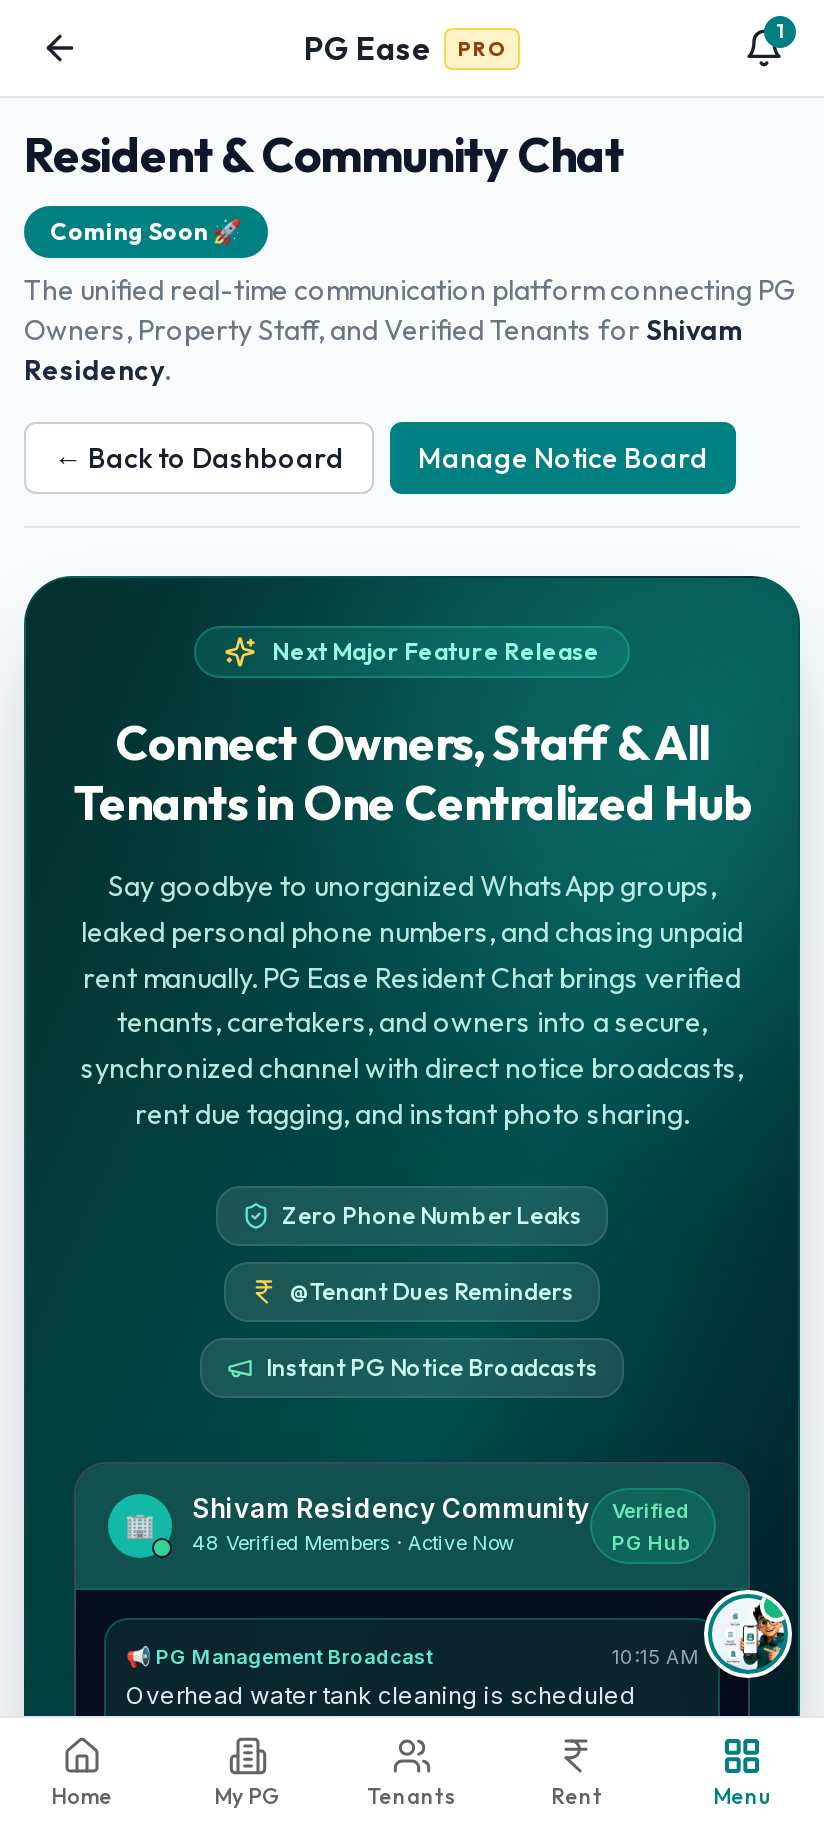 PG Ease PRO
1
Resident & Community Chat
Coming Soon 🚀
The unified real-time communication platform connecting PG
Owners, Property Staff, and Verified Tenants for Shivam
Residency.
← Back to Dashboard
Manage Notice Board
Next Major Feature Release
Connect Owners, Staff & All
Tenants in One Centralized Hub
Say goodbye to unorganized WhatsApp groups,
leaked personal phone numbers, and chasing unpaid
rent manually. PG Ease Resident Chat brings verified
tenants, caretakers, and owners into a secure,
synchronized channel with direct notice broadcasts,
rent due tagging, and instant photo sharing.
Zero Phone Number Leaks
₹ @Tenant Dues Reminders
Instant PG Notice Broadcasts
Shivam Residency Community
48 Verified Members · Active Now
Verified
PG Hub
📢 PG Management Broadcast
10:15 AM
Overhead water tank cleaning is scheduled
Home
My PG
Tenants
Rent
Menu